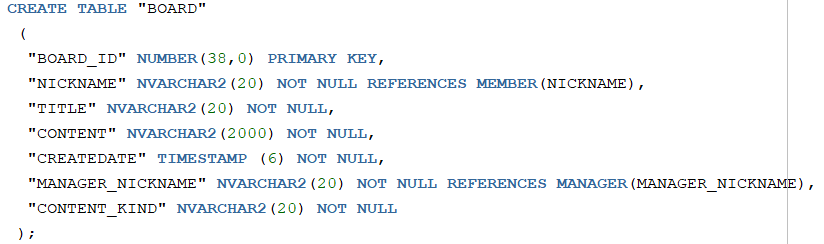 CREATE TABLE "BOARD"
(
"BOARD_ID" NUMBER(38,0) PRIMARY KEY,
"NICKNAME" NVARCHAR2(20) NOT NULL REFERENCES MEMBER(NICKNAME),
"TITLE" NVARCHAR2(20) NOT NULL,
"CONTENT" NVARCHAR2(2000) NOT NULL,
"CREATEDATE" TIMESTAMP (6) NOT NULL,
"MANAGER_NICKNAME" NVARCHAR2(20) NOT NULL REFERENCES MANAGER(MANAGER_NICKNAME),
"CONTENT_KIND" NVARCHAR2(20) NOT NULL
);